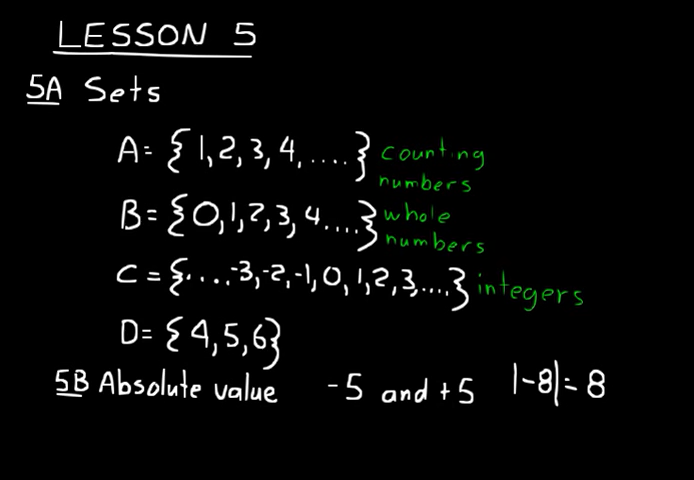 LESSON 5
5A Sets
A= {1, 2, 3, 4, ....} counting numbers
B= {0, 1, 2, 3, 4....} whole numbers
C = {....-3, -2, -1, 0, 1, 2, 3,....} integers
D= {4, 5, 6}
5B Absolute value -5 and +5 |-8|= 8